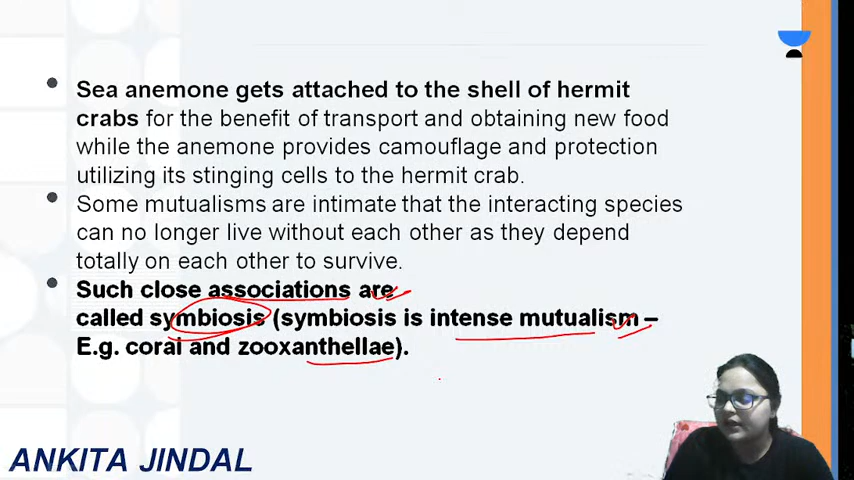 Sea anemone gets attached to the shell of hermit
crabs for the benefit of transport and obtaining new food
while the anemone provides camouflage and protection
utilizing its stinging cells to the hermit crab.
Some mutualisms are intimate that the interacting species
can no longer live without each other as they depend
totally on each other to survive.
Such close associations are
called symbiosis (symbiosis is intense mutualism –
E.g. corai and zooxanthellae).
ANKITA JINDAL